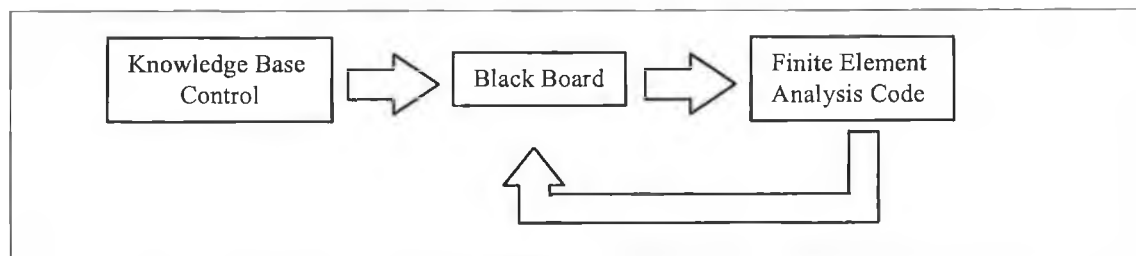 Knowledge Base
Control
Black Board
Finite Element
Analysis Code